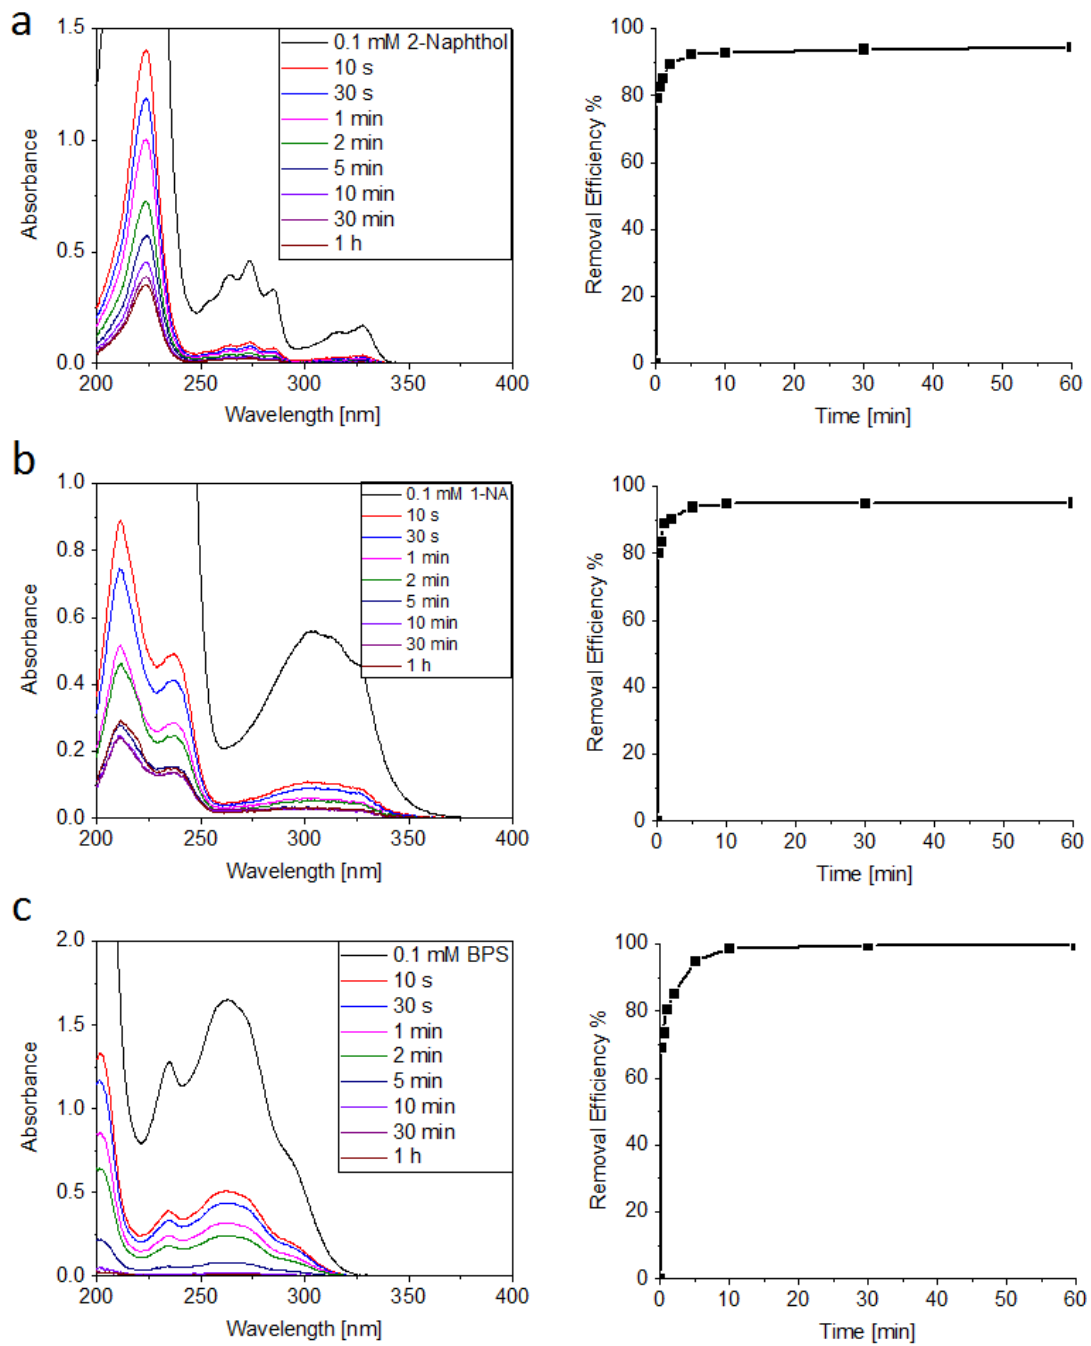 a
1.5
1.0
0.5
0.0
200 250 300 350 400
Absorbance
Wavelength [nm]
0.1 mM 2-Naphthol
10 s
30 s
1 min
2 min
5 min
10 min
30 min
1 h
100
80
60
40
20
0
0 10 20 30 40 50 60
Removal Efficiency %
Time [min]
b
1.0
0.8
0.6
0.4
0.2
0.0
200 250 300 350 400
Absorbance
Wavelength [nm]
0.1 mM 1-NA
10 s
30 s
1 min
2 min
5 min
10 min
30 min
1 h
100
80
60
40
20
0
0 10 20 30 40 50 60
Removal Efficiency %
Time [min]
c
2.0
1.5
1.0
0.5
0.0
200 250 300 350 400
Absorbance
Wavelength [nm]
0.1 mM BPS
10 s
30 s
1 min
2 min
5 min
10 min
30 min
1 h
100
80
60
40
20
0
0 10 20 30 40 50 60
Removal Efficiency %
Time [min]